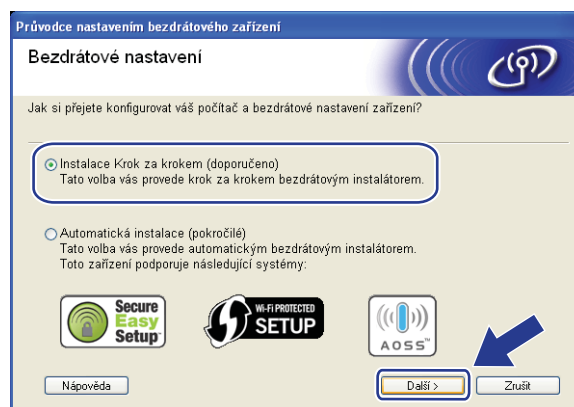 Průvodce nastavením bezdrátového zařízení
Bezdrátové nastavení
Jak si přejete konfigurovat váš počítač a bezdrátové nastavení zařízení?
Instalace Krok za krokem (doporučeno)
Tato volba vás provede krok za krokem bezdrátovým instalátorem.
Automatická instalace (pokročilé)
Tato volba vás provede automatickým bezdrátovým instalátorem.
Toto zařízení podporuje následující systémy:
Secure
Easy
Setup
WI-FI PROTECTED
SETUP
AOSS™
Nápověda
Další >
Zrušit